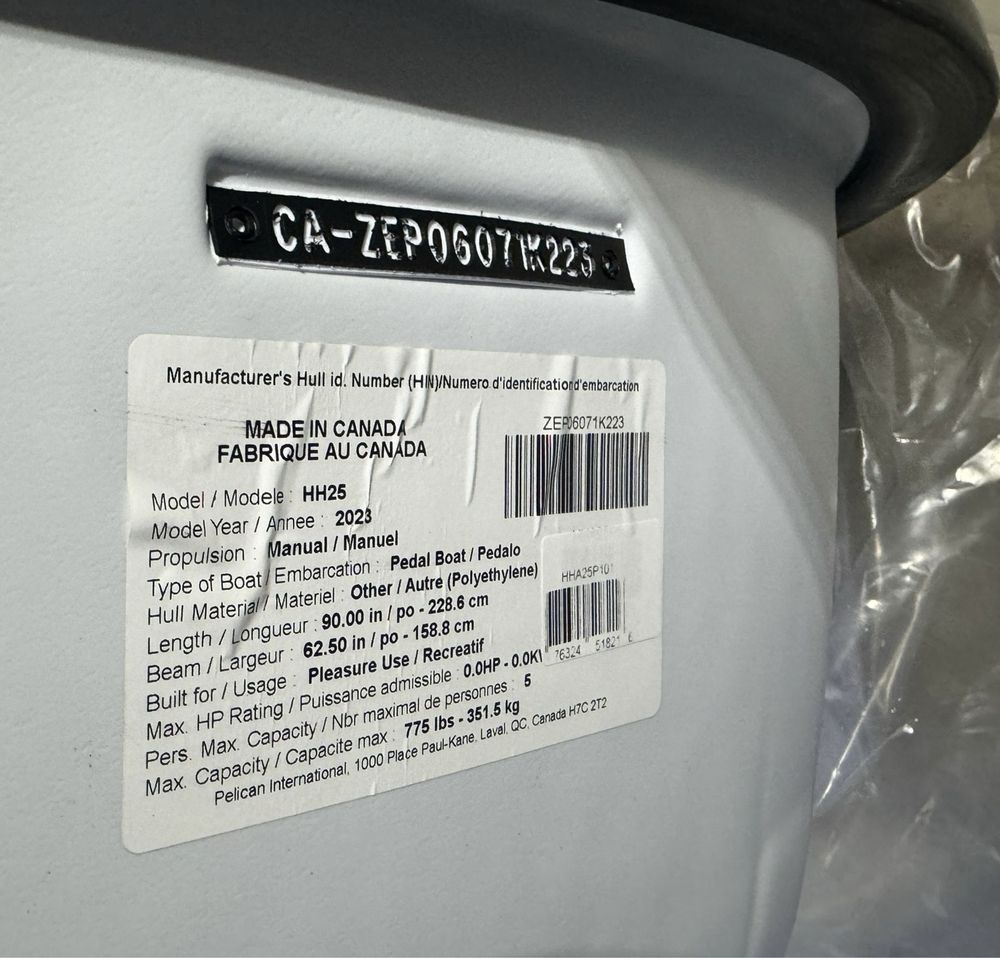 CA-ZEP06071K223
Manufacturer's Hull id. Number (HIN)/Numero d'identification d'embarcation
MADE IN CANADA
FABRIQUE AU CANADA
ZEP06071K223
Model / Modele : HH25
Model Year / Annee : 2023
Propulsion : Manual / Manuel
Type of Boat / Embarcation : Pedal Boat / Pedalo
Hull Material / Materiel : Other / Autre (Polyethylene)
Length / Longueur : 90.00 in / po - 228.6 cm
Beam / Largeur : 62.50 in / po - 158.8 cm
Built for / Usage : Pleasure Use / Recreatif
Max. HP Rating / Puissance admissible : 0.0HP - 0.0K
Pers. Max. Capacity / Nbr maximal de personnes : 5
Max. Capacity / Capacite max : 775 lbs - 351.5 kg
Pelican International, 1000 Place Paul-Kane, Laval, QC, Canada H7C 2T2
HHA25P10
76324 51821 6